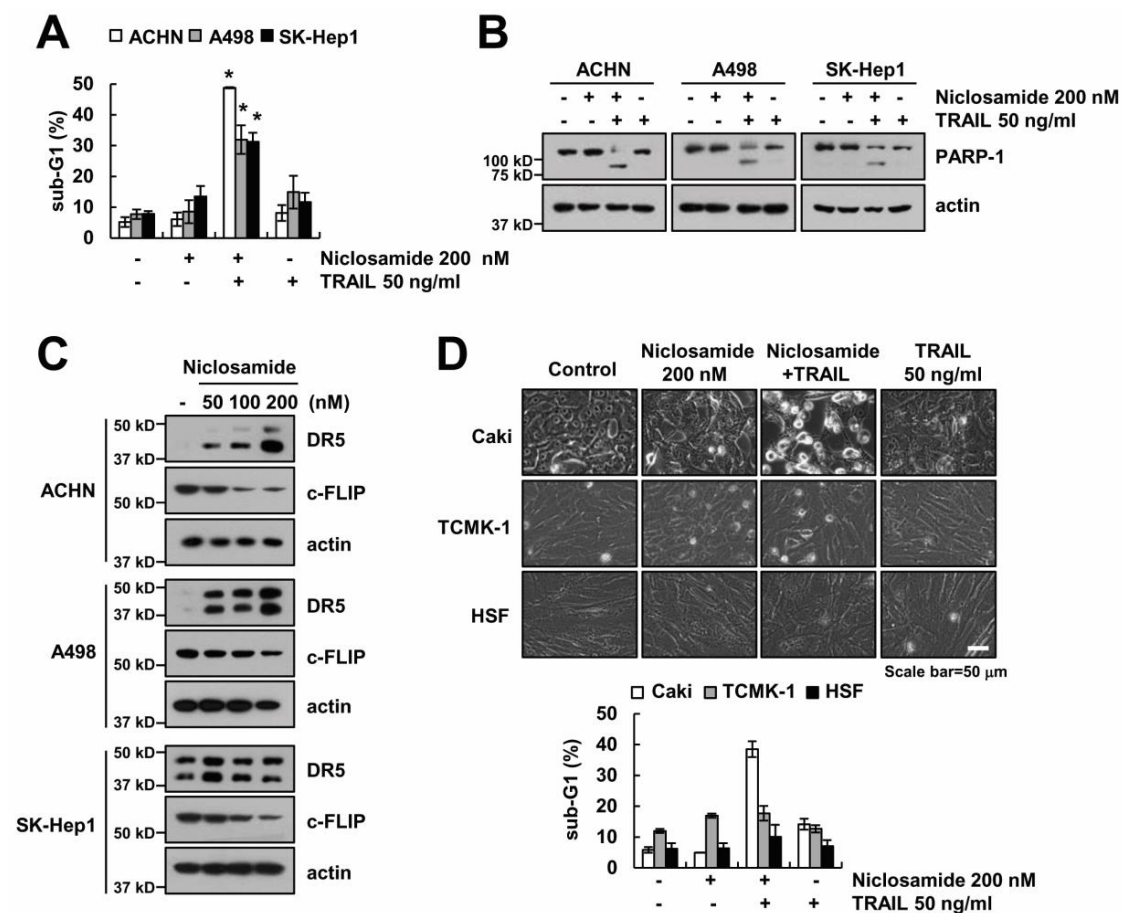 A
ACHN A498 SK-Hep1
50
40
30
20
10
0
sub-G1 (%)
* * *
- + + - Niclosamide 200 nM
- - + + TRAIL 50 ng/ml
B
ACHN A498 SK-Hep1
- + + - - + + - - + + - Niclosamide 200 nM
- - + + - - + + - - + + TRAIL 50 ng/ml
100 kD
75 kD
PARP-1
37 kD
actin
C
Niclosamide
- 50 100 200 (nM)
ACHN
50 kD
37 kD
DR5
50 kD
c-FLIP
37 kD
actin
A498
50 kD
37 kD
DR5
50 kD
c-FLIP
37 kD
actin
SK-Hep1
50 kD
37 kD
DR5
50 kD
c-FLIP
37 kD
actin
D
Control
Niclosamide
200 nM
Niclosamide
+TRAIL
TRAIL
50 ng/ml
Caki
TCMK-1
HSF
Scale bar=50 μm
Caki TCMK-1 HSF
50
40
30
20
10
0
sub-G1 (%)
- + + - Niclosamide 200 nM
- - + + TRAIL 50 ng/ml